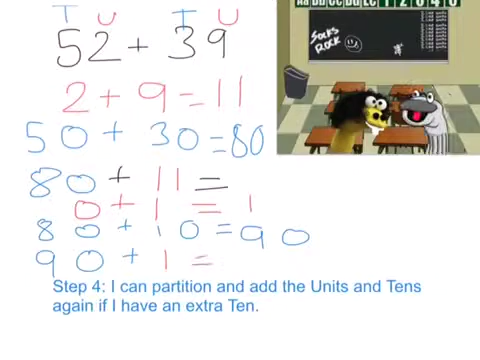 T U T U
52 + 39
2 + 9 = 11
50 + 30 = 80
80 + 11 =
0 + 1 = 1
80 + 10 = 90
90 + 1 =
Step 4: I can partition and add the Units and Tens
again if I have an extra Ten.
SOCKS
ROCK